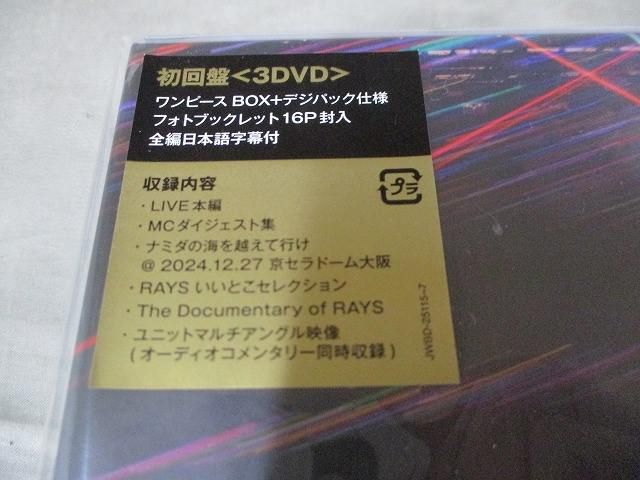 初回盤<3DVD>
ワンピースBOX+デジパック仕様
フォトブックレット16P封入
全編日本語字幕付
収録内容
プラ
・LIVE本編
・MCダイジェスト集
・ナミダの海を越えて行け
@ 2024.12.27 京セラドーム大阪
・RAYS いいとこセレクション
・The Documentary of RAYS
・ユニットマルチアングル映像
(オーディオコメンタリー同時収録)
JWBD-25115~7